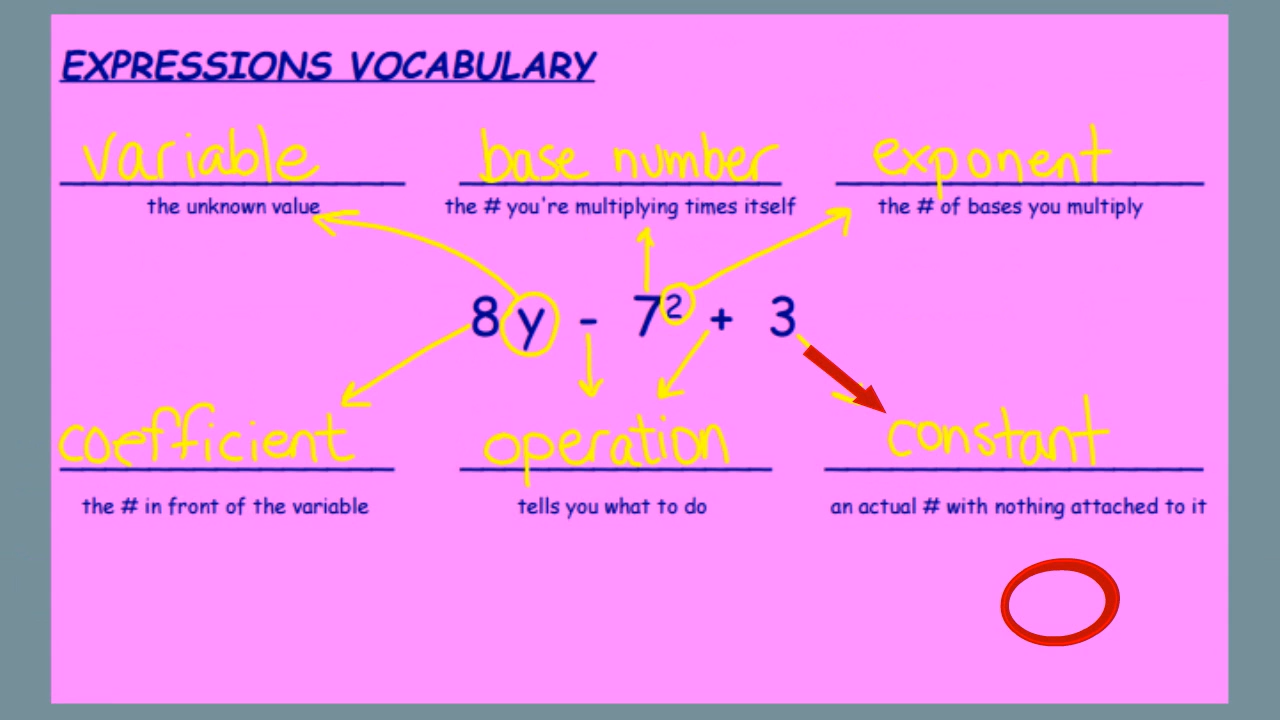 EXPRESSIONS VOCABULARY
variable base number exponent
the unknown value the # you're multiplying times itself the # of bases you multiply
8y - 7² + 3
coefficient operation constant
the # in front of the variable tells you what to do an actual # with nothing attached to it